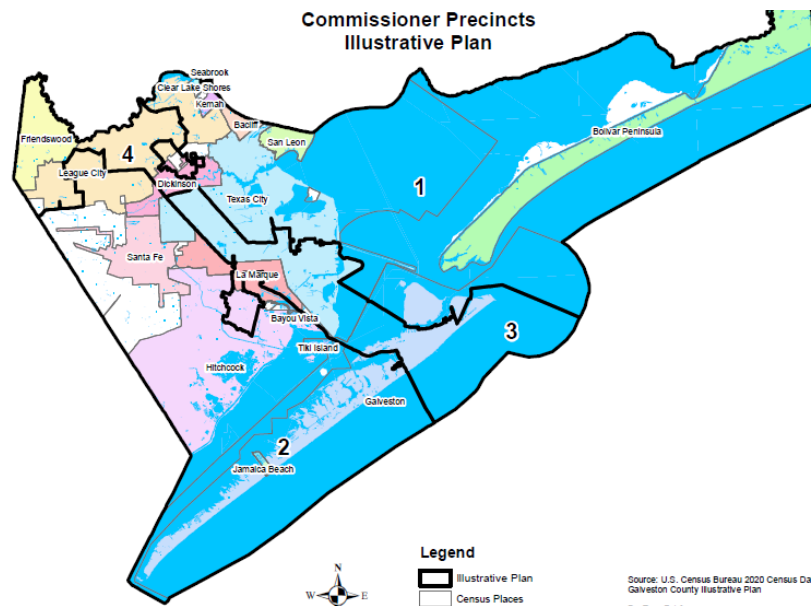 Commissioner Precincts
Illustrative Plan
Seabrook
Clear Lake Shores
Kemah
Bacliff
San Leon
Friendswood
4
League City
Dickinson
Texas City
Bolivar Peninsula
1
Santa Fe
La Marque
Bayou Vista
Tiki Island
3
Hitchcock
Galveston
2
Jamaica Beach
N
W E
Legend
Illustrative Plan
Census Places
Source: U.S. Census Bureau 2020 Census Da
Galveston County Illustrative Plan